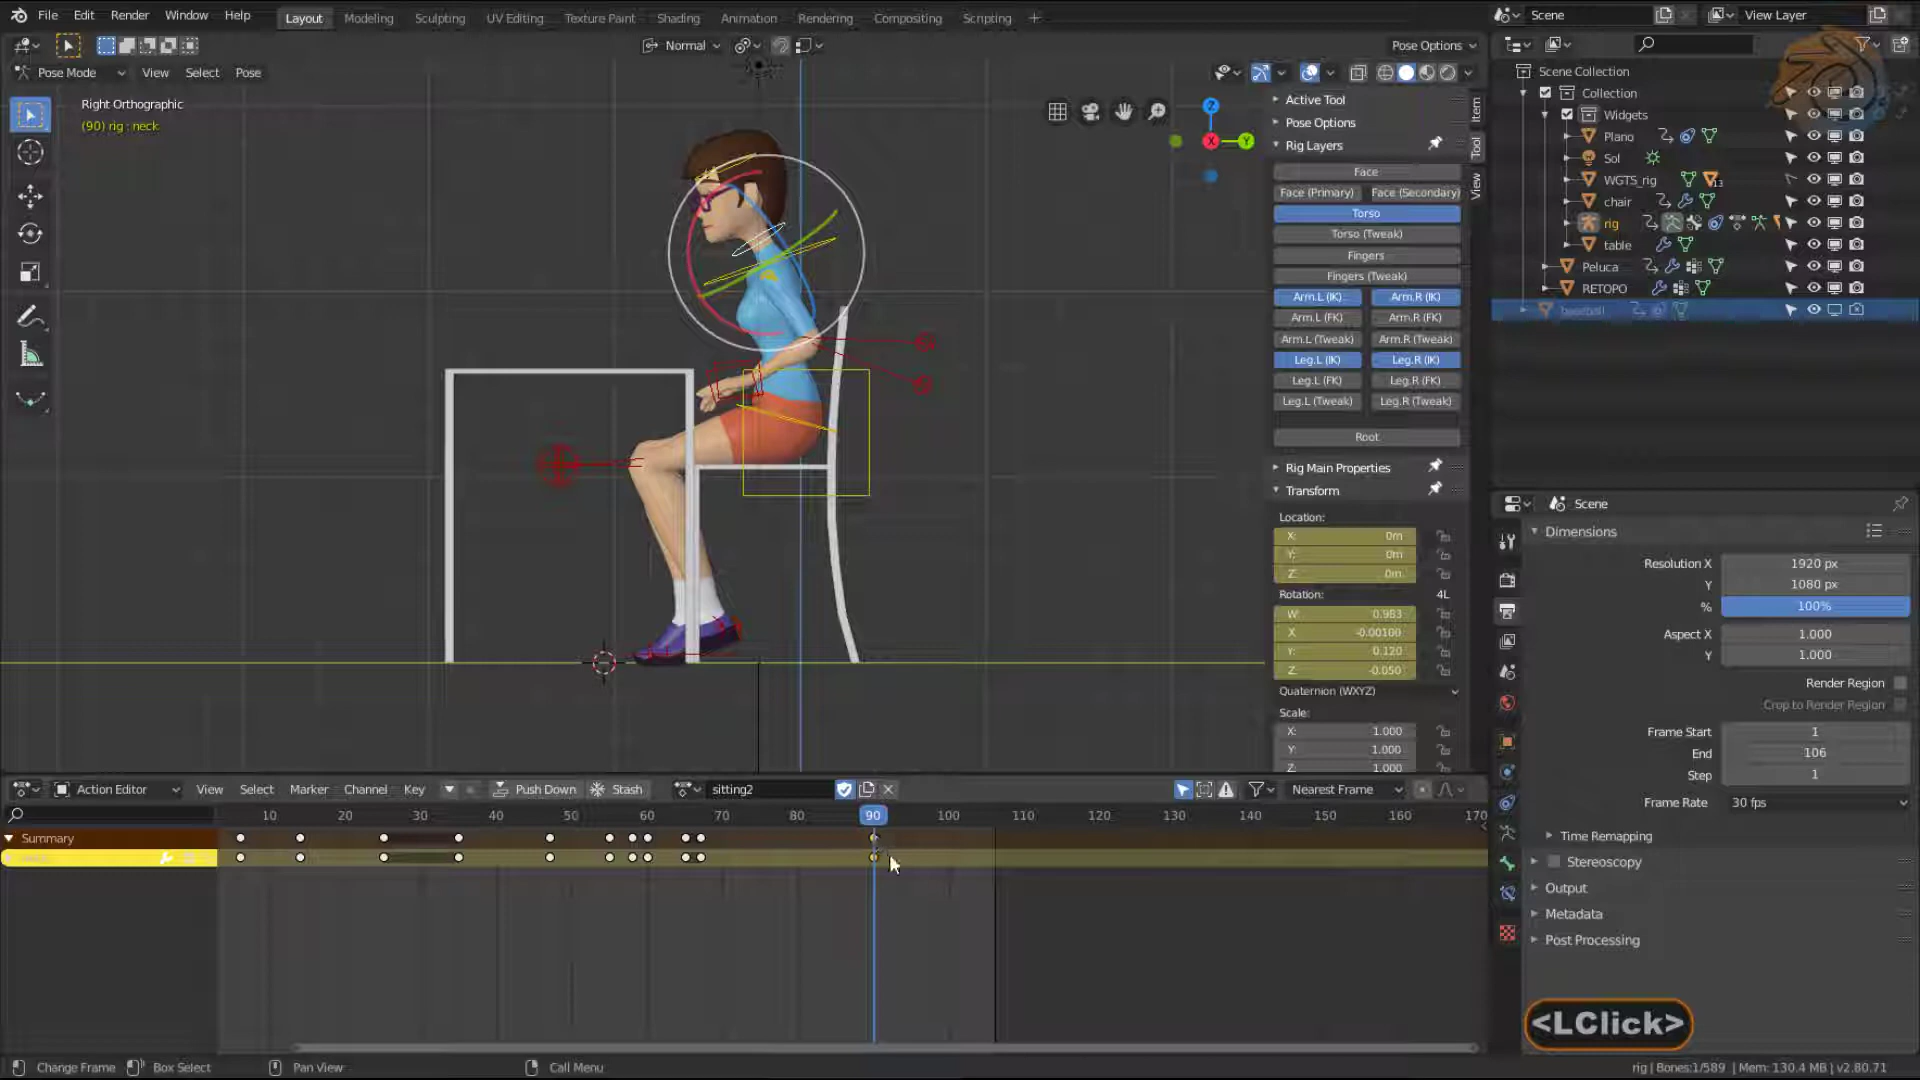 File Edit Render Window Help
Layout Modeling Sculpting UV Editing Texture Paint Shading Animation Rendering Compositing Scripting +
Scene
View Layer
Normal
Pose Options
Pose Mode View Select Pose
Right Orthographic
(90) rig : neck
Z
X
Y
Item
Tool
View
Active Tool
Pose Options
Rig Layers
Face
Face (Primary) Face (Secondary)
Torso
Torso (Tweak)
Fingers
Fingers (Tweak)
Arm.L (IK) Arm.R (IK)
Arm.L (FK) Arm.R (FK)
Arm.L (Tweak) Arm.R (Tweak)
Leg.L (IK) Leg.R (IK)
Leg.L (FK) Leg.R (FK)
Leg.L (Tweak) Leg.R (Tweak)
Root
Rig Main Properties
Transform
Location:
X: 0m
Y: 0m
Z: 0m
Rotation: 4L
W: 0.983
X -0.00100
Y: 0.120
Z: -0.050
Quaternion (WXYZ)
Scale:
X: 1.000
Y: 1.000
Z: 1.000
Scene Collection
Collection
Widgets
Plano
Sol
WGTS_rig 13
chair
rig
table
Peluca
RETOPO
Scene
Dimensions
Resolution X 1920 px
Y 1080 px
% 100%
Aspect X 1.000
Y 1.000
Render Region
Crop to Render Region
Frame Start 1
End 106
Step 1
Frame Rate 30 fps
Time Remapping
Stereoscopy
Output
Metadata
Post Processing
Action Editor View Select Marker Channel Key Push Down Stash sitting2 Nearest Frame
10 20 30 40 50 60 70 80 90 100 110 120 130 140 150 160 170
Summary
<LClick>
Change Frame Box Select Pan View Call Menu
rig | Bones:1/589 | Mem: 130.4 MB | v2.80.71